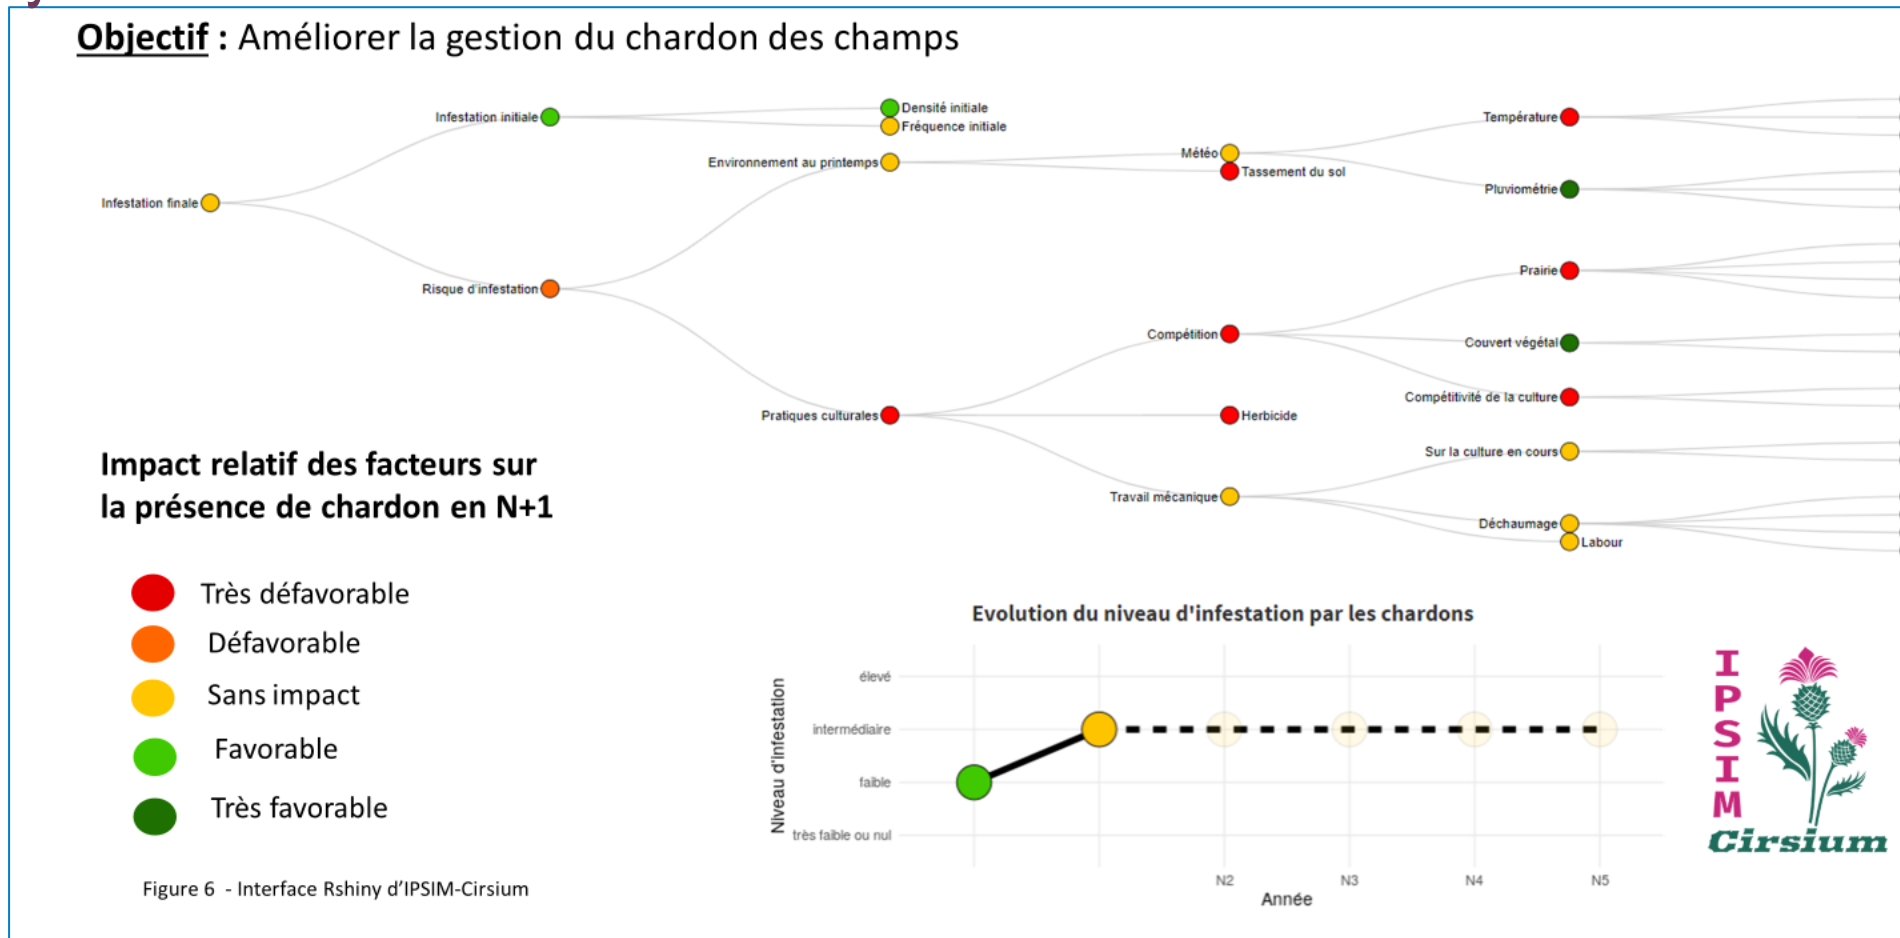 Objectif : Améliorer la gestion du chardon des champs
Infestation finale
Infestation initiale
Risque d'infestation
Densité initiale
Fréquence initiale
Environnement au printemps
Pratiques culturales
Météo
Tassement du sol
Compétition
Herbicide
Travail mécanique
Température
Pluviométrie
Prairie
Couvert végétal
Compétitivité de la culture
Sur la culture en cours
Déchaumage
Labour
Impact relatif des facteurs sur
la présence de chardon en N+1
Très défavorable
Défavorable
Sans impact
Favorable
Très favorable
Figure 6 - Interface Rshiny d’IPSIM-Cirsium
Evolution du niveau d'infestation par les chardons
Niveau d'infestation
élevé
intermédiaire
faible
très faible ou nul
N2 N3 N4 N5
Année
IPSIM
Cirsium